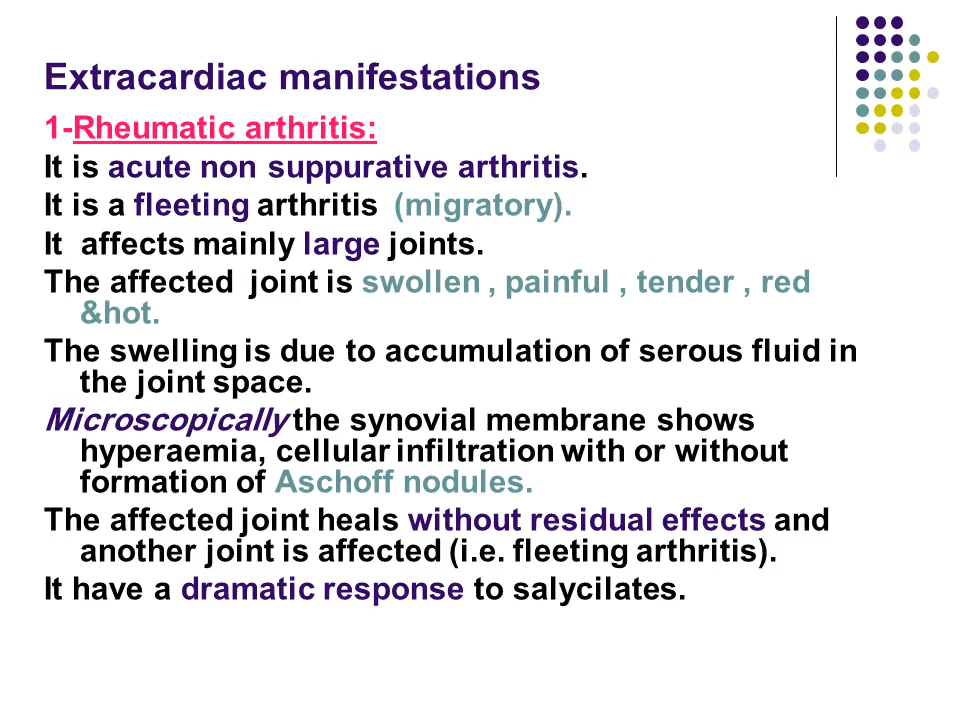 Extracardiac manifestations
1-Rheumatic arthritis:
It is acute non suppurative arthritis.
It is a fleeting arthritis (migratory).
It affects mainly large joints.
The affected joint is swollen , painful , tender , red
&hot.
The swelling is due to accumulation of serous fluid in
the joint space.
Microscopically the synovial membrane shows
hyperaemia, cellular infiltration with or without
formation of Aschoff nodules.
The affected joint heals without residual effects and
another joint is affected (i.e. fleeting arthritis).
It have a dramatic response to salycilates.